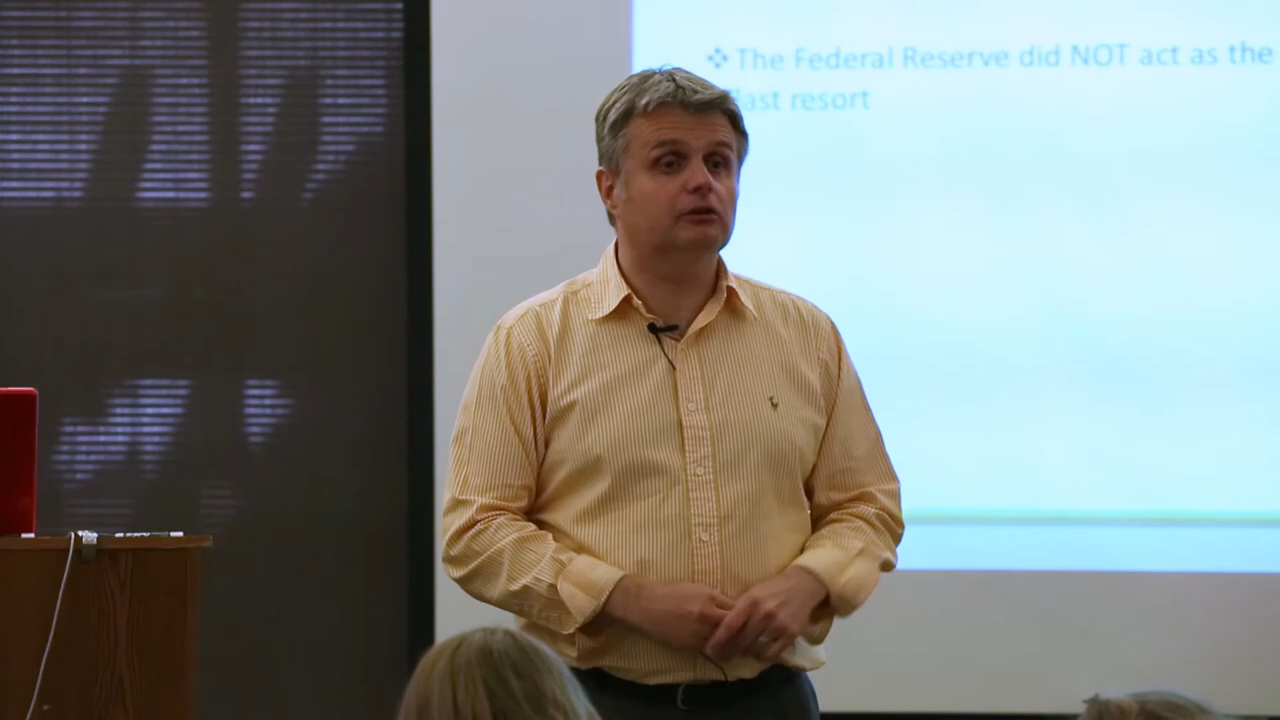 ❖ The Federal Reserve did NOT act as the
last resort